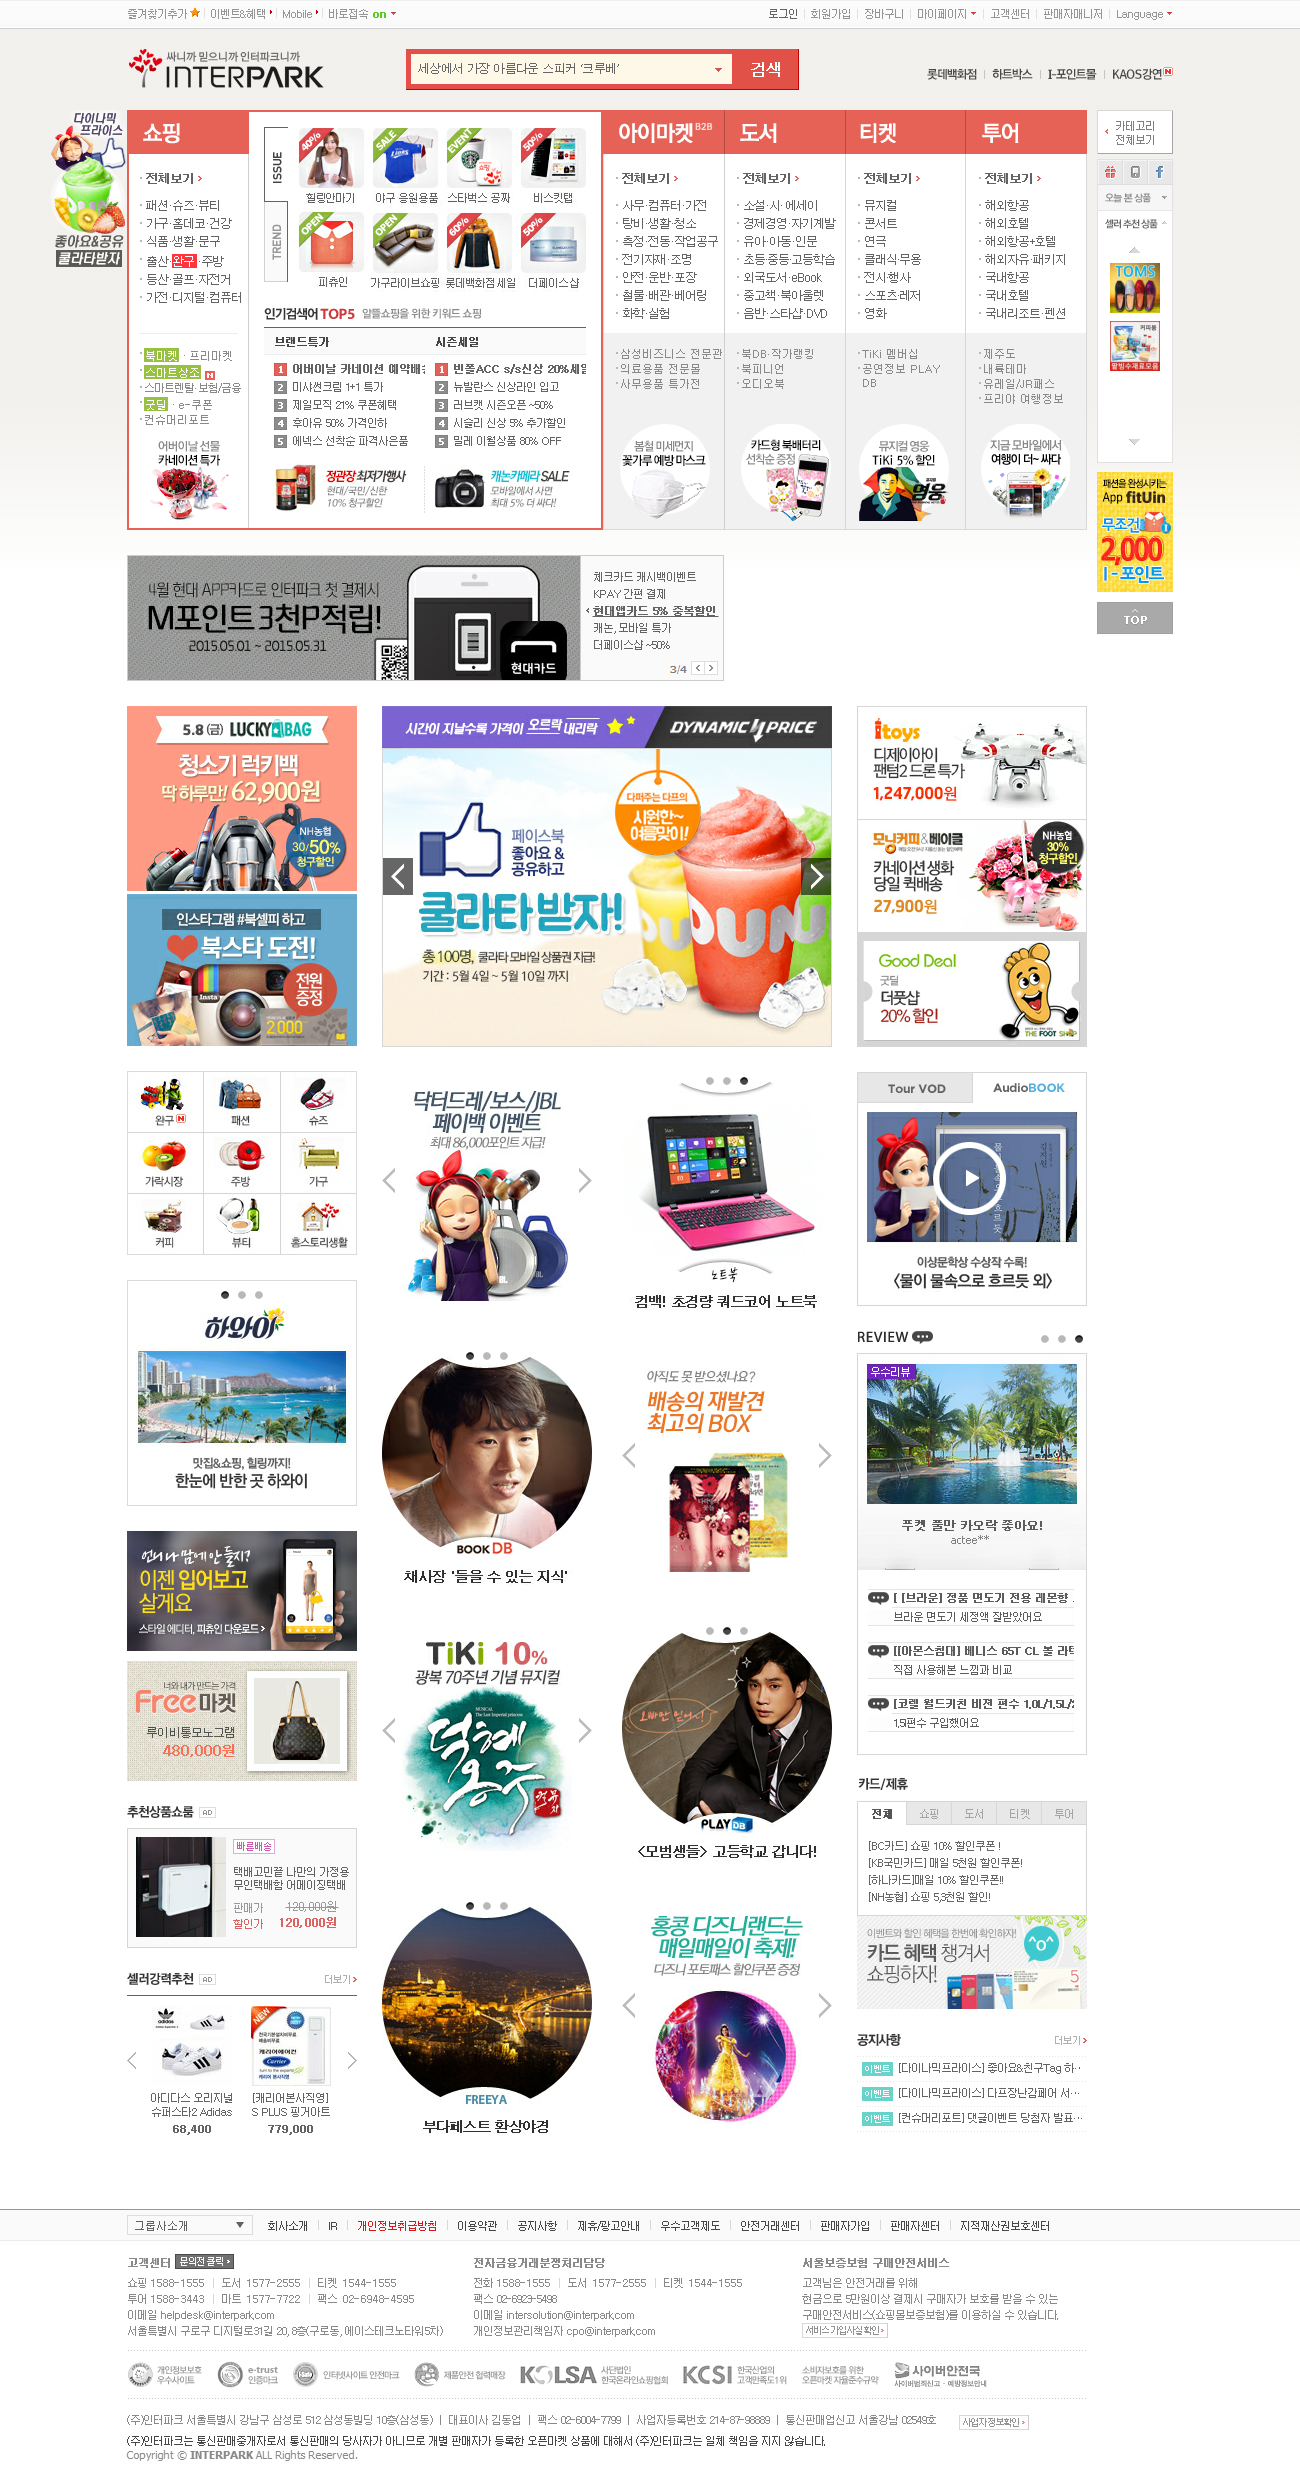 즐겨찾기추가 이벤트&혜택 Mobile 바로접속 on
로그인 회원가입 장바구니 마이페이지 고객센터 판매자매니저 Language
싸니까 믿으니까 인터파크니까
INTERPARK
세상에서 가장 아름다운 스피커 '크루베' 검색
롯데백화점 하트박스 I-포인트몰 KAOS강연
다이나믹
프라이스
좋아요&공유
쿨라타받자
쇼핑
전체보기
패션·슈즈·뷰티
가구·홈데코·건강
식품·생활·문구
출산·완구·주방
등산·골프·자전거
가전·디지털·컴퓨터
북마켓 · 프리마켓
스마트상조
스마트렌탈·보험/금융
굿딜 · e-쿠폰
컨슈머리포트
어버이날 선물
카네이션 특가
ISSUE
TREND
40% SALE EVENT 50%
힐링안마기 야구 응원용품 스타벅스 공짜 비스킷탭
OPEN OPEN 60% 50%
피츄인 가구라이브쇼핑 롯데백화점세일 더페이스샵
인기검색어 TOP5 알뜰쇼핑을 위한 키워드 쇼핑
브랜드특가
1 어버이날 카네이션 예약배송
2 미샤썬크림 1+1 특가
3 제일모직 21% 쿠폰혜택
4 후아유 50% 가격인하
5 에넥스 선착순 파격사은품
시즌세일
1 빈폴ACC s/s신상 20%세일
2 뉴발란스 신상라인 입고
3 러브캣 시즌오픈 ~50%
4 시슬리 신상 5% 추가할인
5 밀레 이월상품 80% OFF
정관장 최저가행사
현대/국민/신한
10% 청구할인
캐논카메라 SALE
모바일에서 사면
최대 5% 더 싸다!
아이마켓 B2B
전체보기
사무·컴퓨터·가전
탕비·생활·청소
측정·전동·작업공구
전기자재·조명
안전·운반·포장
철물·배관·베어링
화학·실험
삼성비즈니스 전문관
의료용품 전문몰
사무용품 특가전
봄철 미세먼지
꽃가루 예방 마스크
도서
전체보기
소설·시·에세이
경제경영·자기계발
유아·아동·인문
초등·중등·고등학습
외국도서·eBook
중고책·북아울렛
음반·스타샵·DVD
북DB·작가랭킹
북피니언
오디오북
카드형 북배터리
선착순 증정
티켓
전체보기
뮤지컬
콘서트
연극
클래식·무용
전시·행사
스포츠·레저
영화
TiKi 멤버십
공연정보 PLAY
DB
뮤지컬 영웅
TiKi 5% 할인
영웅
투어
전체보기
해외항공
해외호텔
해외항공+호텔
해외자유·패키지
국내항공
국내호텔
국내리조트·펜션
제주도
내륙테마
유레일/JR패스
프리야 여행정보
지금 모바일에서
여행이 더~ 싸다
카테고리
전체보기
오늘 본 상품
셀러 추천 상품
TOMS
커피몽
팥빙수재료모음
패션을 완성시키는
App fitUin
무조건
2,000
I - 포인트
TOP
4월 현대 APP카드로 인터파크 첫 결제시
M포인트 3천P적립!
2015.05.01 ~ 2015.05.31
현대카드
체크카드 캐시백이벤트
KPAY 간편 결제
현대앱카드 5% 중복할인
캐논, 모바일 특가
더페이스샵 ~50%
3/4
5.8 (금) LUCKY BAG
청소기 럭키백
딱 하루만! 62,900원
NH농협
30/50%
청구할인
인스타그램 #북셀피 하고
북스타 도전!
Insta
전원
증정
2,000
시간이 지날수록 가격이 오르락 내리락 DYNAMIC PRICE
다퍼주는 다프의
시원한~
여름맞이!
페이스북
좋아요 &
공유하고
쿨라타 받자!
총 100명, 쿨라타 모바일 상품권 지급!
기간 : 5월 4일 ~ 5월 10일 까지
itoys
디제이아이
팬텀2 드론 특가
1,247,000원
모닝커피&베이글
카네이션 생화
당일 퀵배송
27,900원
NH농협
30%
청구할인
Good Deal
굿딜
더풋샵
20% 할인
THE FOOT SHOP
완구 패션 슈즈
가락시장 주방 가구
커피 뷰티 홈스토리생활
닥터드레/보스/JBL
페이백 이벤트
최대 86,000포인트 지급!
노트북
컴백! 초경량 쿼드코어 노트북
Tour VOD AudioBOOK
이상문학상 수상작 수록!
<물이 물속으로 흐르듯 외>
하와이
맛집&쇼핑, 힐링까지!
한눈에 반한 곳 하와이
BOOK DB
채사장 '들을 수 있는 지식'
아직도 못 받으셨나요?
배송의 재발견
최고의 BOX
REVIEW
우수리뷰
푸켓 풀만 카오락 좋아요!
actee**
[ [브라운] 정품 면도기 전용 레몬향 .
브라운 면도기 세정액 잘받았어요
[[아몬스침대] 베니스 65T CL 볼 라텍
직접 사용해본 느낌과 비교
[코렐 월드키친 비젼 편수 1.0L/1.5L/2
1.5l편수 구입했어요
언니 나 맘에 안 들지?
이젠 입어보고
살게요
스타일 에디터, 피츄인 다운로드 >
너와 내가 만드는 가격
Free마켓
루이비통모노그램
480,000원
TiKi 10%
광복 70주년 기념 뮤지컬
MUSICAL
The Last Imperial princess
덕혜옹주
오빠만 믿어~!
PLAY DB
<모범생들> 고등학교 갑니다!
카드/제휴
전체 쇼핑 도서 티켓 투어
[BC카드] 쇼핑 10% 할인쿠폰 !
[KB국민카드] 매일 5천원 할인쿠폰!
[하나카드]매일 10% 할인쿠폰!!
[NH농협] 쇼핑 5,3천원 할인!
이벤트와 할인 혜택을 한번에 확인하자!
카드 혜택 챙겨서
쇼핑하자!
추천상품쇼룸 AD
빠른배송
택배고민끝 나만의 가정용
무인택배함 어메이징택배
판매가 120,000원
할인가 120,000원
셀러강력추천 AD 더보기
adidas
NEW
캐리어에어컨
Carrier
아디다스 오리지널
슈퍼스타2 Adidas
68,400
[캐리어본사직영]
S PLUS 핑거아트
779,000
FREEYA
부다페스트 환상야경
홍콩 디즈니랜드는
매일매일이 축제!
디즈니 포토패스 할인쿠폰 증정
공지사항 더보기
이벤트 [다이나믹프라이스] 좋아요&친구Tag 하…
이벤트 [다이나믹프라이스] 다프장난감페어 서…
이벤트 [컨슈머리포트] 댓글이벤트 당첨자 발표…
그룹사소개 회사소개 IR 개인정보취급방침 이용약관 공지사항 제휴/광고안내 우수고객제도 안전거래센터 판매자가입 판매자센터 지적재산권보호센터
고객센터 문의전 클릭
쇼핑 1588-1555 도서 1577-2555 티켓 1544-1555
투어 1588-3443 마트 1577-7722 팩스 02-6948-4595
이메일 helpdesk@interpark.com
서울특별시 구로구 디지털로31길 20, 8층(구로동, 에이스테크노타워5차)
전자금융거래분쟁처리담당
전화 1588-1555 도서 1577-2555 티켓 1544-1555
팩스 02-6923-5498
이메일 intersolution@interpark.com
개인정보관리책임자 cpo@interpark.com
서울보증보험 구매안전서비스
고객님은 안전거래를 위해
현금으로 5만원이상 결제시 구매자가 보호를 받을 수 있는
구매안전서비스(쇼핑몰보증보험)를 이용하실 수 있습니다.
서비스가입사실확인
개인정보보호
우수사이트
e-trust
인증마크
인터넷사이트 안전마크
제품안전 협력매장
KOLSA 사단법인
한국온라인쇼핑협회
KCSI 한국산업의
고객만족도1위
소비자보호를 위한
오픈마켓 자율준수규약
사이버안전국
사이버범죄신고 · 예방정보안내
(주)인터파크 서울특별시 강남구 삼성로 512 삼성동빌딩 10층(삼성동) | 대표이사 김동업 | 팩스 02-6004-7799 | 사업자등록번호 214-87-98889 | 통신판매업신고 서울강남 02549호 사업자정보확인
(주)인터파크는 통신판매중개자로서 통신판매의 당사자가 아니므로 개별 판매자가 등록한 오픈마켓 상품에 대해서 (주)인터파크는 일체 책임을 지지 않습니다.
Copyright © INTERPARK ALL Rights Reserved.